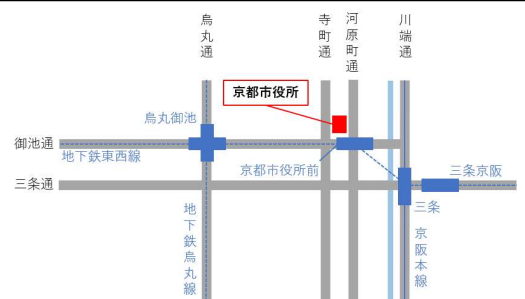 烏丸通
寺町通
河原町通
川端通
京都市役所
烏丸御池
御池通
地下鉄東西線
京都市役所前
三条京阪
三条通
三条
地下鉄烏丸線
京阪本線